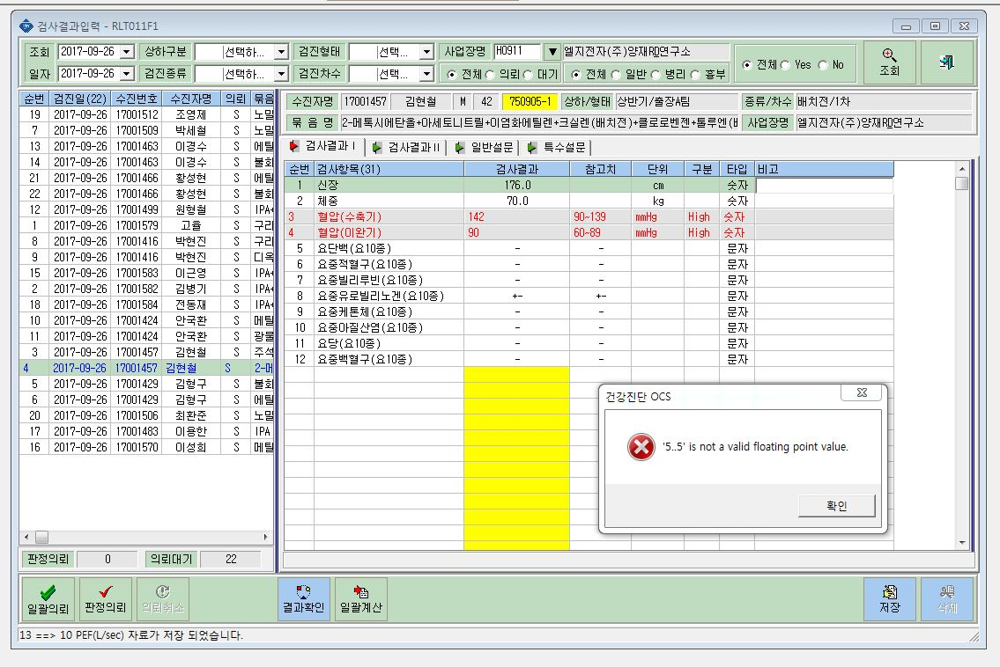 검사결과입력 - RLT011F1
조회 2017-09-26 상하구분 선택하... 검진형태 선택... 사업장명 H0911 엘지전자(주)양재R&D연구소 전체 Yes No 조회
일자 2017-09-26 검진종류 선택하... 검진차수 선택... 전체 의뢰 대기 전체 일반 병리 흉부
순번 검진일(22) 수진번호 수진자명 의뢰 묶음
19 2017-09-26 17001512 조영제 S 노말
7 2017-09-26 17001509 박세철 S 노말
13 2017-09-26 17001463 이경수 S 메틸
14 2017-09-26 17001463 이경수 S 불화
21 2017-09-26 17001466 황성현 S 메틸
22 2017-09-26 17001466 황성현 S 불화
12 2017-09-26 17001499 원형철 S IPA+
1 2017-09-26 17001579 고율 S 구리
8 2017-09-26 17001416 박현진 S 구리
9 2017-09-26 17001416 박현진 S 디옥
15 2017-09-26 17001583 이근영 S IPA+
2 2017-09-26 17001582 김병기 S IPA+
18 2017-09-26 17001584 전동재 S IPA+
10 2017-09-26 17001424 안국환 S 메틸
11 2017-09-26 17001424 안국환 S 광물
3 2017-09-26 17001457 김현철 S 주석
4 2017-09-26 17001457 김현철 S 2-메
5 2017-09-26 17001429 김형구 S 불화
6 2017-09-26 17001429 김형구 S 메틸
20 2017-09-26 17001506 최환준 S 노말
17 2017-09-26 17001483 이용한 S IPA
16 2017-09-26 17001570 이성희 S 메틸
판정의뢰 0 의뢰대기 22
수진자명 17001457 김현철 M 42 750905-1 상하/형태 상반기/출장A팀 종류/차수 배치전/1차
묶 음 명 2-메톡시에탄올+아세토니트릴+이염화에틸렌+크실렌(배치전)+클로로벤젠+톨루엔(배 사업장명 엘지전자(주)양재R&D연구소
검사결과Ⅰ 검사결과Ⅱ 일반설문 특수설문
순번 검사항목(31) 검사결과 참고치 단위 구분 타입 비고
1 신장 176.0 cm 숫자
2 체중 70.0 kg 숫자
3 혈압(수축기) 142 90~139 mmHg High 숫자
4 혈압(이완기) 90 60~89 mmHg High 숫자
5 요단백(요10종) - - 문자
6 요중적혈구(요10종) - - 문자
7 요중빌리루빈(요10종) - - 문자
8 요중유로빌리노겐(요10종) +- +- 문자
9 요중케톤체(요10종) - - 문자
10 요중아질산염(요10종) - - 문자
11 요당(요10종) - - 문자
12 요중백혈구(요10종) - - 문자
건강진단 OCS
'5..5' is not a valid floating point value.
확인
일괄의뢰 판정의뢰 의뢰취소 결과확인 일괄계산 저장 삭제
13 ==> 10 PEF(L/sec) 자료가 저장 되었습니다.